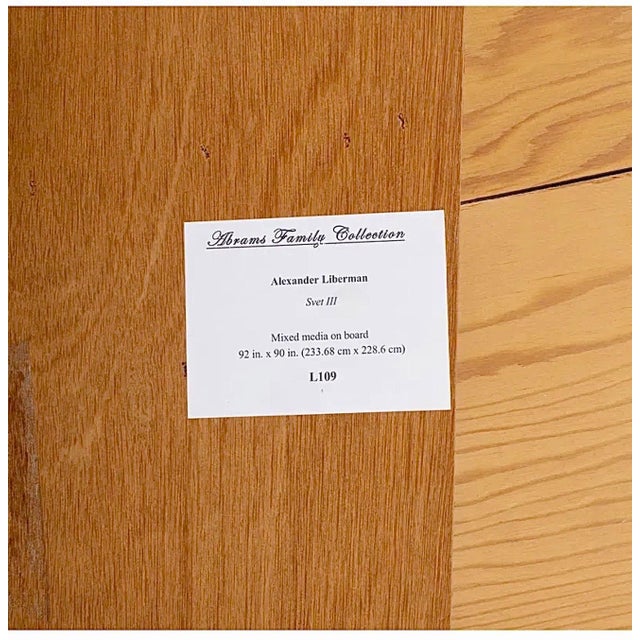 Abrams Family Collection
Alexander Liberman
Svet III
Mixed media on board
92 in. x 90 in. (233.68 cm x 228.6 cm)
L109